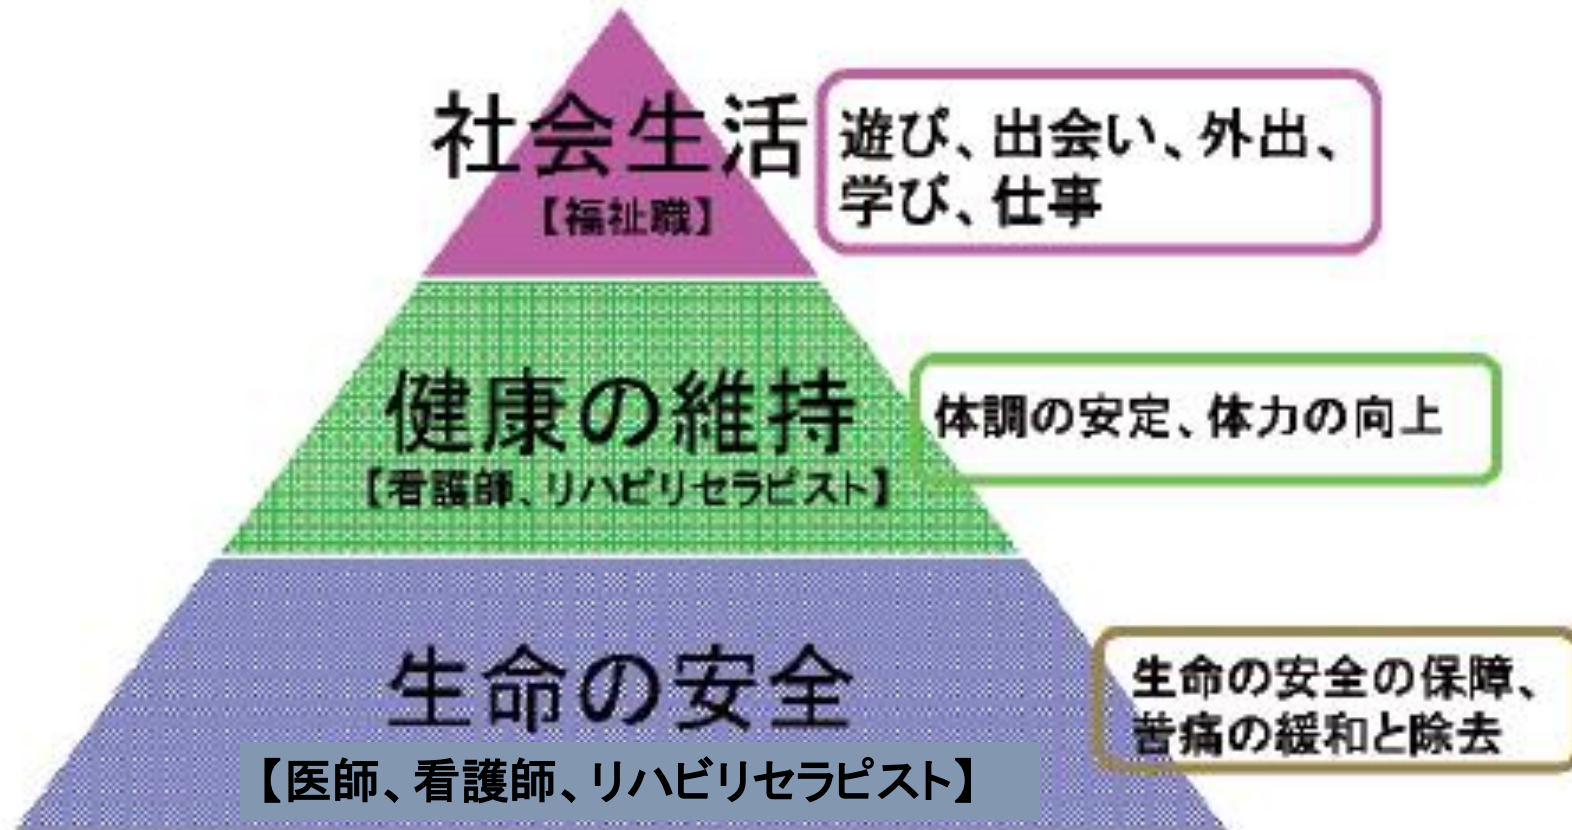 社会生活
【福祉職】
遊び、出会い、外出、
学び、仕事
健康の維持
【看護師、リハビリセラピスト】
体調の安定、体力の向上
生命の安全
【医師、看護師、リハビリセラピスト】
生命の安全の保障、
苦痛の緩和と除去